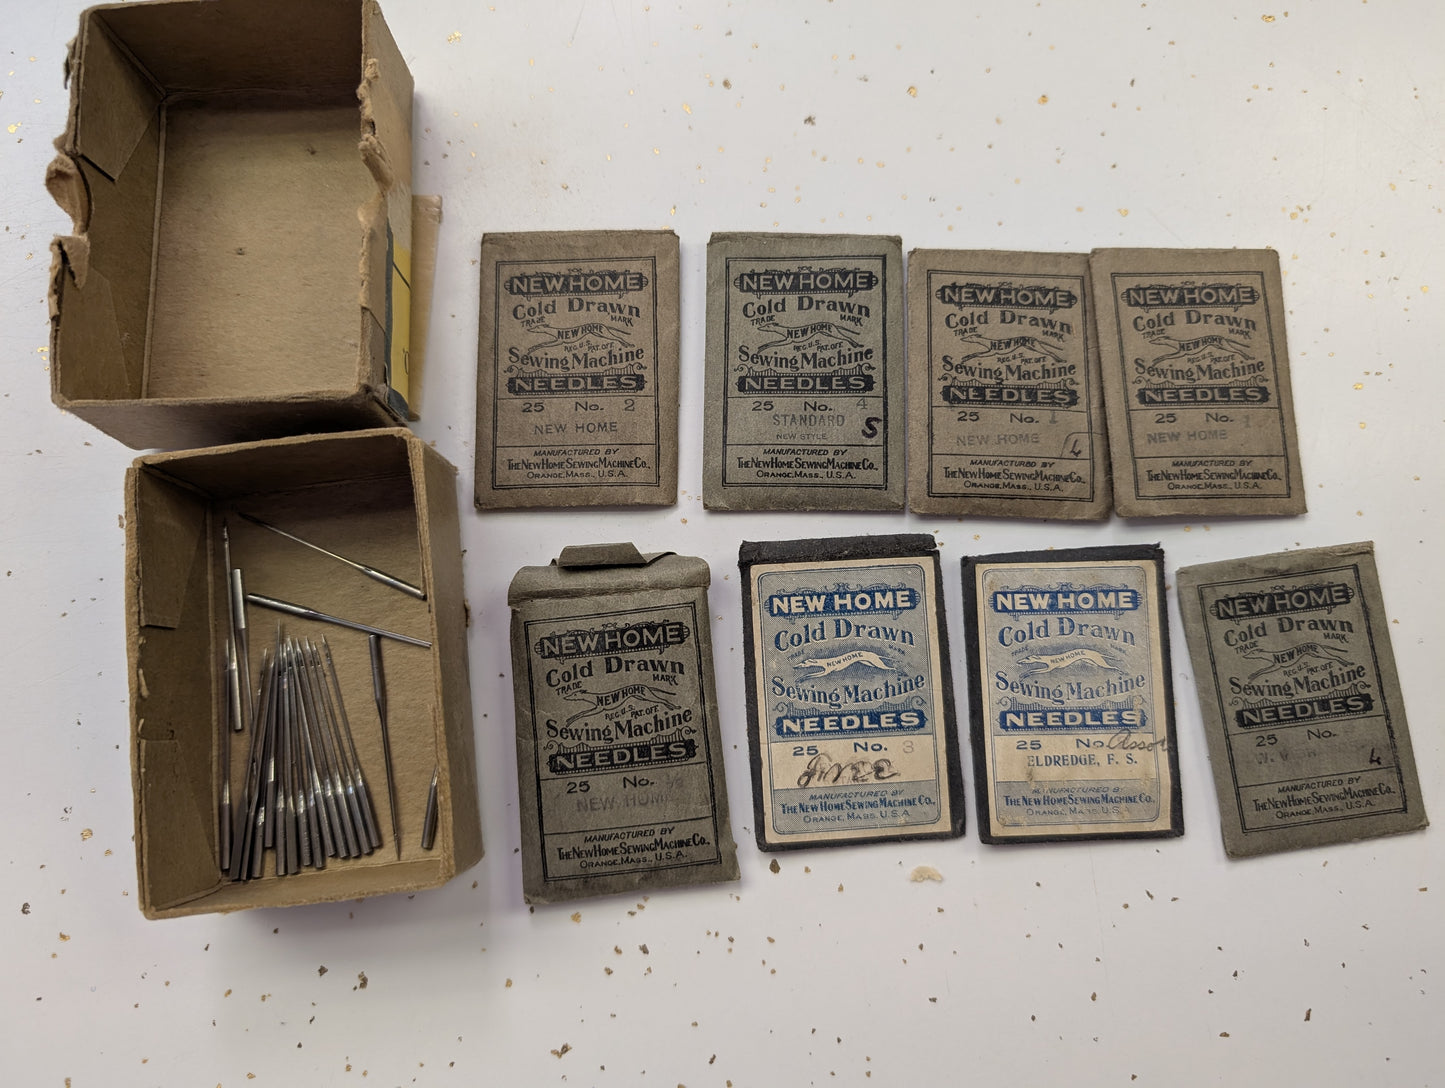 NEW HOME
Cold Drawn
TRADE MARK
NEW HOME
REG. U.S. PAT. OFF.
Sewing Machine
NEEDLES
25 No. 2
NEW HOME
MANUFACTURED BY
THE NEW HOME SEWING MACHINE CO.,
ORANGE, MASS., U.S.A.
NEW HOME
Cold Drawn
TRADE MARK
NEW HOME
REG. U.S. PAT. OFF.
Sewing Machine
NEEDLES
25 No. 4
STANDARD
S
NEW STYLE
MANUFACTURED BY
THE NEW HOME SEWING MACHINE CO.,
ORANGE, MASS., U.S.A.
NEW HOME
Cold Drawn
TRADE MARK
NEW HOME
REG. U.S. PAT. OFF.
Sewing Machine
NEEDLES
25 No. 1
NEW HOME
MANUFACTURED BY
THE NEW HOME SEWING MACHINE CO.,
ORANGE, MASS., U.S.A.
NEW HOME
Cold Drawn
TRADE MARK
NEW HOME
REG. U.S. PAT. OFF.
Sewing Machine
NEEDLES
25 No. 1
NEW HOME
MANUFACTURED BY
THE NEW HOME SEWING MACHINE CO.,
ORANGE, MASS., U.S.A.
NEW HOME
Cold Drawn
TRADE MARK
NEW HOME
REG. U.S. PAT. OFF.
Sewing Machine
NEEDLES
25 No.
NEW HOME
MANUFACTURED BY
THE NEW HOME SEWING MACHINE CO.,
ORANGE, MASS., U.S.A.
NEW HOME
Cold Drawn
TRADE MARK
NEW HOME
Sewing Machine
NEEDLES
25 No. 3
Free
MANUFACTURED BY
THE NEW HOME SEWING MACHINE CO.,
ORANGE, MASS., U.S.A.
NEW HOME
Cold Drawn
TRADE MARK
NEW HOME
Sewing Machine
NEEDLES
25 No. Assor
ELDREDGE, F. S.
MANUFACTURED BY
THE NEW HOME SEWING MACHINE CO.,
ORANGE, MASS., U.S.A.
NEW HOME
Cold Drawn
TRADE MARK
NEW HOME
REG. U.S. PAT. OFF.
Sewing Machine
NEEDLES
25 No.
4
MANUFACTURED BY
THE NEW HOME SEWING MACHINE CO.,
ORANGE, MASS., U.S.A.